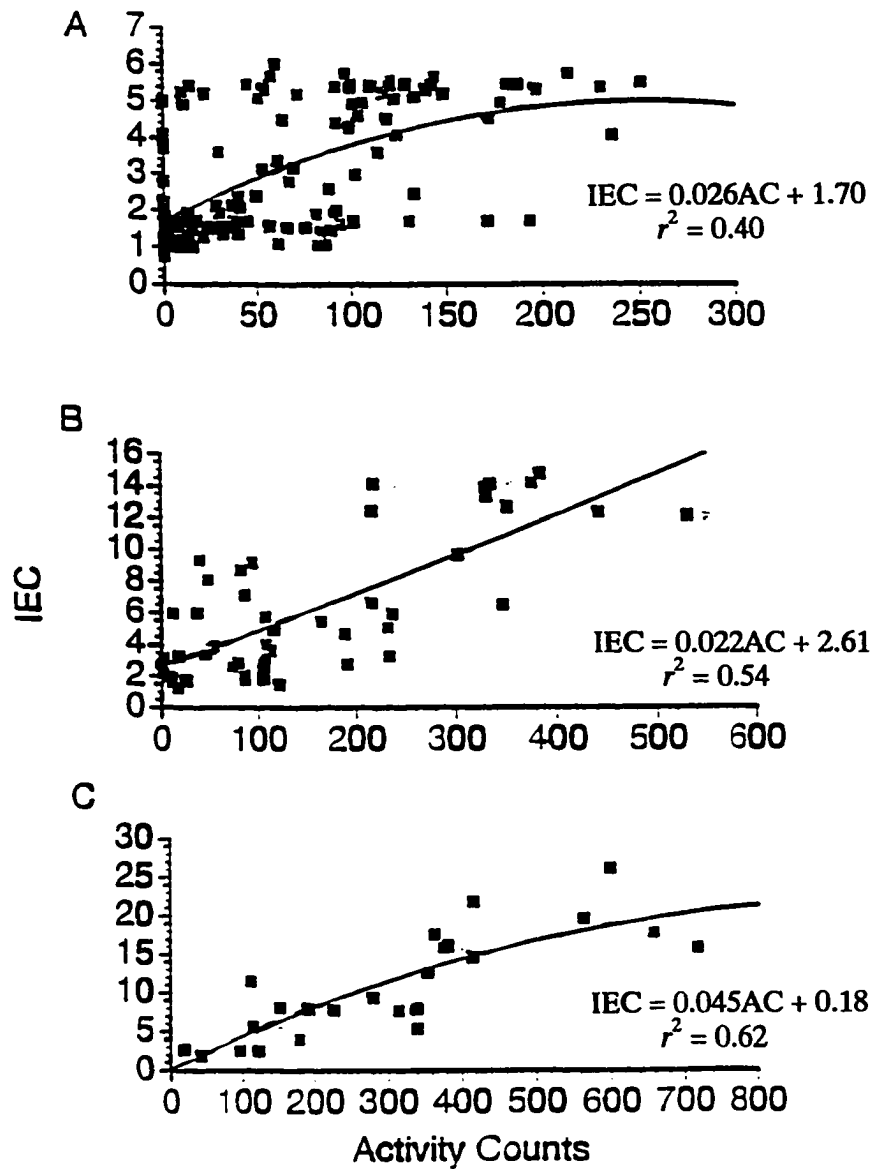 A
7
6
5
4
3
2
1
0
0 50 100 150 200 250 300
IEC = 0.026AC + 1.70
r² = 0.40
B
16
14
12
10
8
6
4
2
0
0 100 200 300 400 500 600
IEC = 0.022AC + 2.61
r² = 0.54
IEC
C
30
25
20
15
10
5
0
0 100 200 300 400 500 600 700 800
IEC = 0.045AC + 0.18
r² = 0.62
Activity Counts